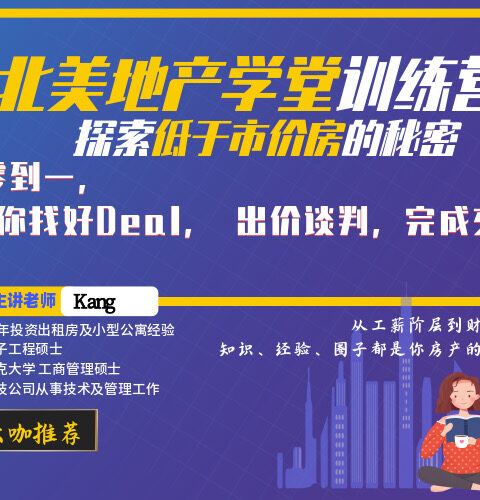 北美地产学堂训练营
探索低于市价房的秘密
零到一，
你找好Deal， 出价谈判，完成交
主讲老师 Kang
年投资出租房及小型公寓经验
子工程硕士
克大学 工商管理硕士
技公司从事技术及管理工作
大咖推荐
从工薪阶层到财
知识、经验、圈子都是你房产的